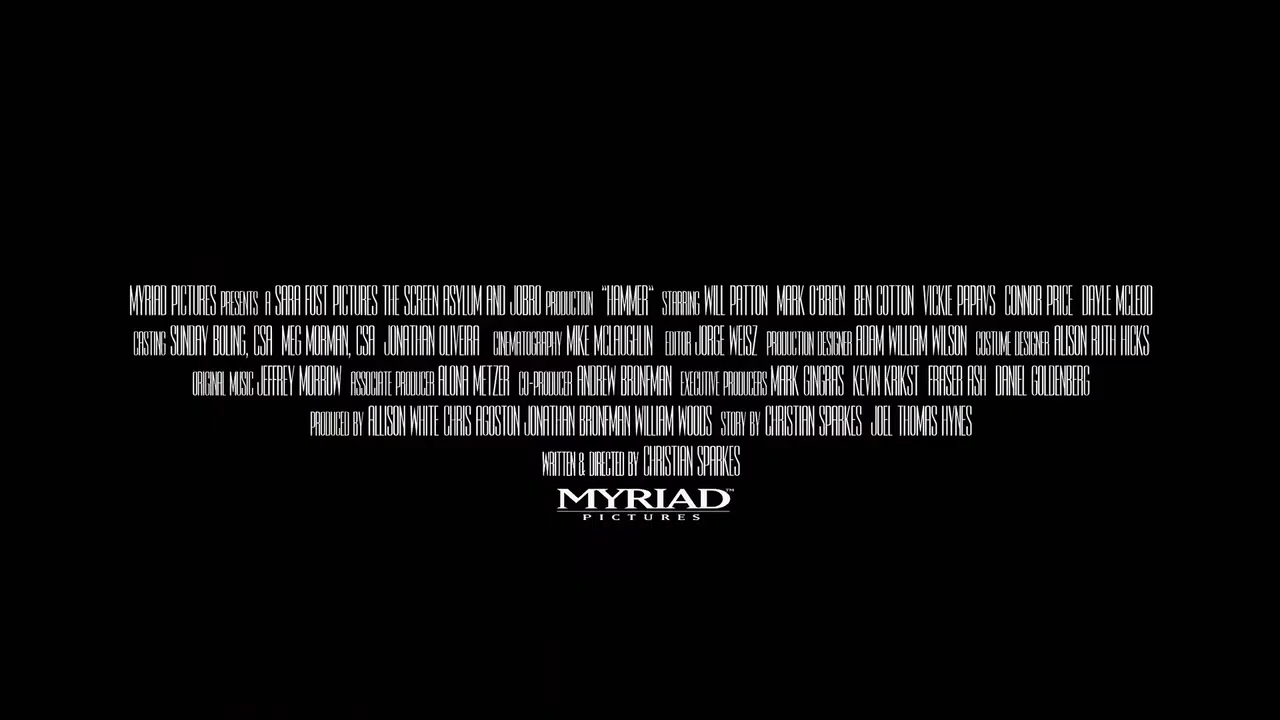 MYRIAD PICTURES PRESENTS A SARA FOST PICTURES THE SCREEN ASYLUM AND JOBRO PRODUCTION "HAMMER" STARRING WILL PATTON MARK O'BRIEN BEN COTTON VICKIE PAPAVS CONNOR PRICE DAYLE MCLEOD
CASTING SUNDAY BOLING, CSA MEG MORMAN, CSA JONATHAN OLIVEIRA CINEMATOGRAPHY MIKE MCLAUGHLIN EDITOR JORGE WEISZ PRODUCTION DESIGNER ADAM WILLIAM WILSON COSTUME DESIGNER ALISON RUTH HICKS
ORIGINAL MUSIC JEFFREY MORROW ASSOCIATE PRODUCER ALONA METZER CO-PRODUCER ANDREW BRONFMAN EXECUTIVE PRODUCERS MARK GINGRAS KEVIN KRIKST FRASER ASH DANIEL GOLDENBERG
PRODUCED BY ALLISON WHITE CHRIS AGOSTON JONATHAN BRONFMAN WILLIAM WOODS STORY BY CHRISTIAN SPARKES JOEL THOMAS HYNES
WRITTEN & DIRECTED BY CHRISTIAN SPARKES
MYRIAD™
PICTURES